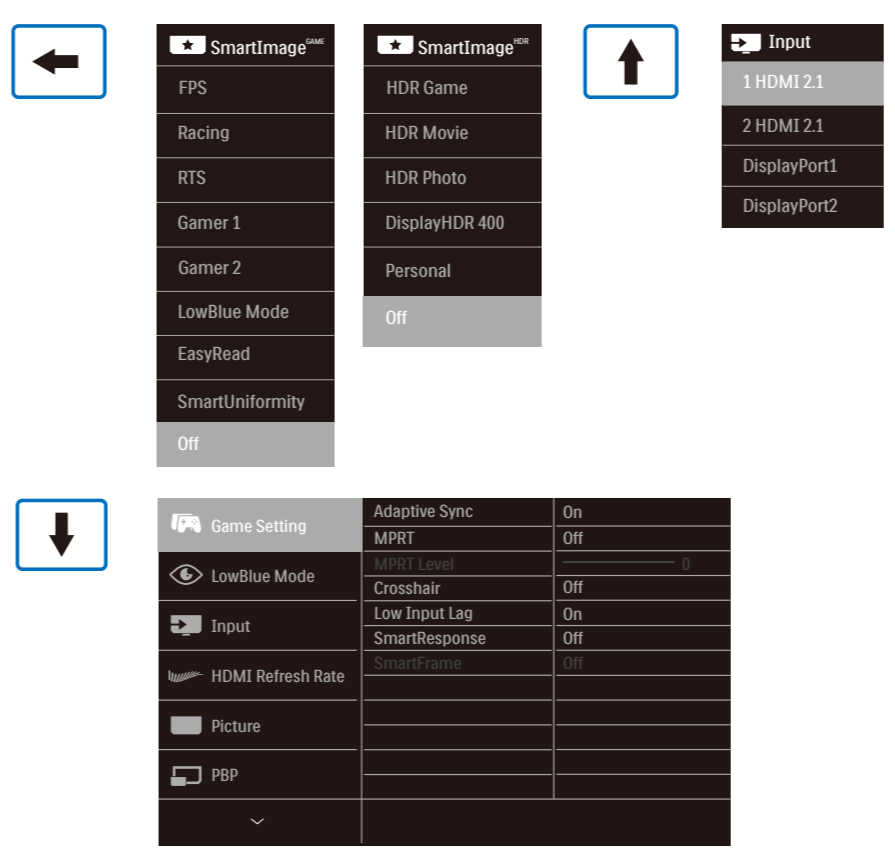 SmartImage GAME
FPS
Racing
RTS
Gamer 1
Gamer 2
LowBlue Mode
EasyRead
SmartUniformity
Off
SmartImage HDR
HDR Game
HDR Movie
HDR Photo
DisplayHDR 400
Personal
Off
Input
1 HDMI 2.1
2 HDMI 2.1
DisplayPort1
DisplayPort2
Game Setting
LowBlue Mode
Input
HDMI Refresh Rate
Picture
PBP
Adaptive Sync On
MPRT Off
MPRT Level 0
Crosshair Off
Low Input Lag On
SmartResponse Off
SmartFrame Off